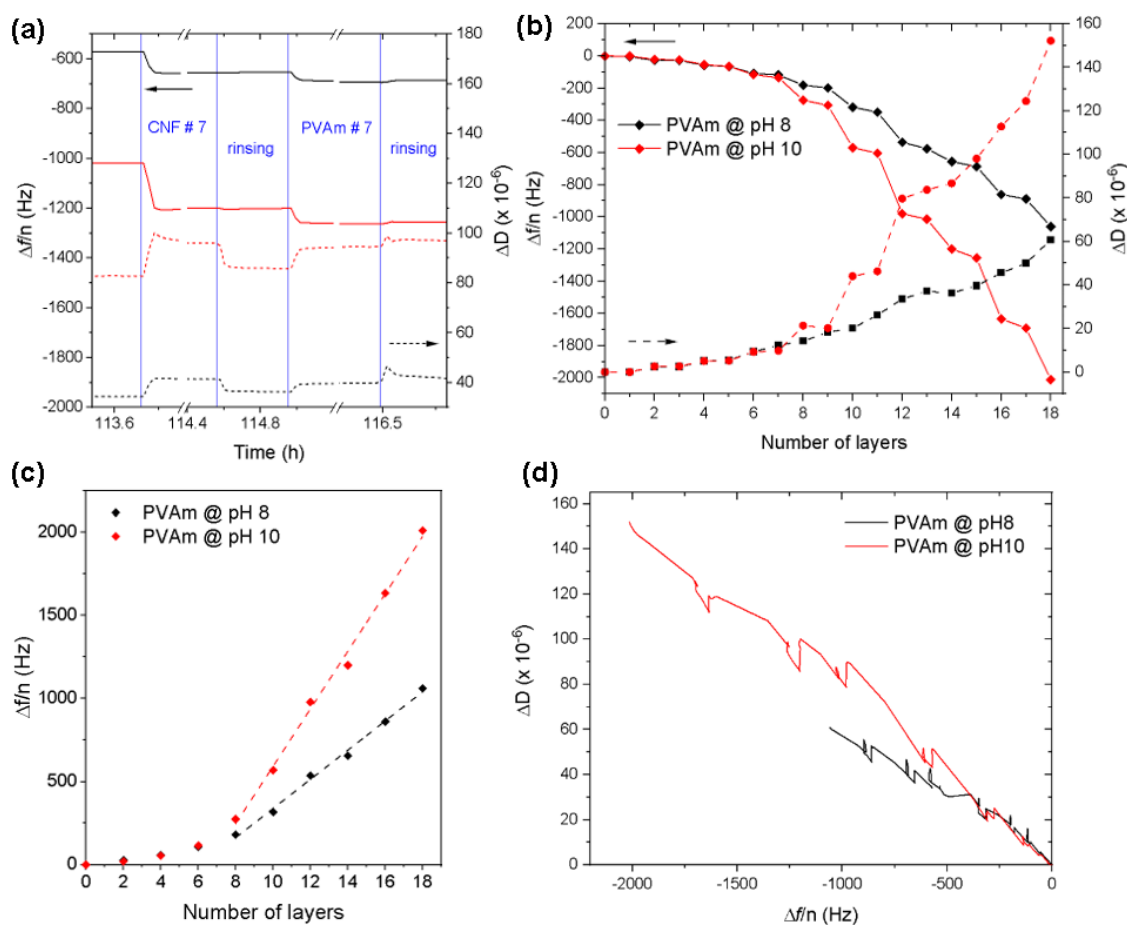 (a)
-600
-800
-1000
-1200
-1400
-1600
-1800
-2000
Δf/n (Hz)
CNF # 7
rinsing
PVAm # 7
rinsing
180
160
140
120
100
80
60
40
ΔD (x 10-6)
113.6 114.4 114.8 116.5
Time (h)
(b)
200
0
-200
-400
-600
-800
-1000
-1200
-1400
-1600
-1800
-2000
Δf/n (Hz)
PVAm @ pH 8
PVAm @ pH 10
160
140
120
100
80
60
40
20
0
ΔD (x 10-6)
0 2 4 6 8 10 12 14 16 18
Number of layers
(c)
2000
1500
1000
500
0
Δf/n (Hz)
PVAm @ pH 8
PVAm @ pH 10
0 2 4 6 8 10 12 14 16 18
Number of layers
(d)
160
140
120
100
80
60
40
20
0
ΔD (x 10-6)
PVAm @ pH8
PVAm @ pH10
-2000 -1500 -1000 -500 0
Δf/n (Hz)